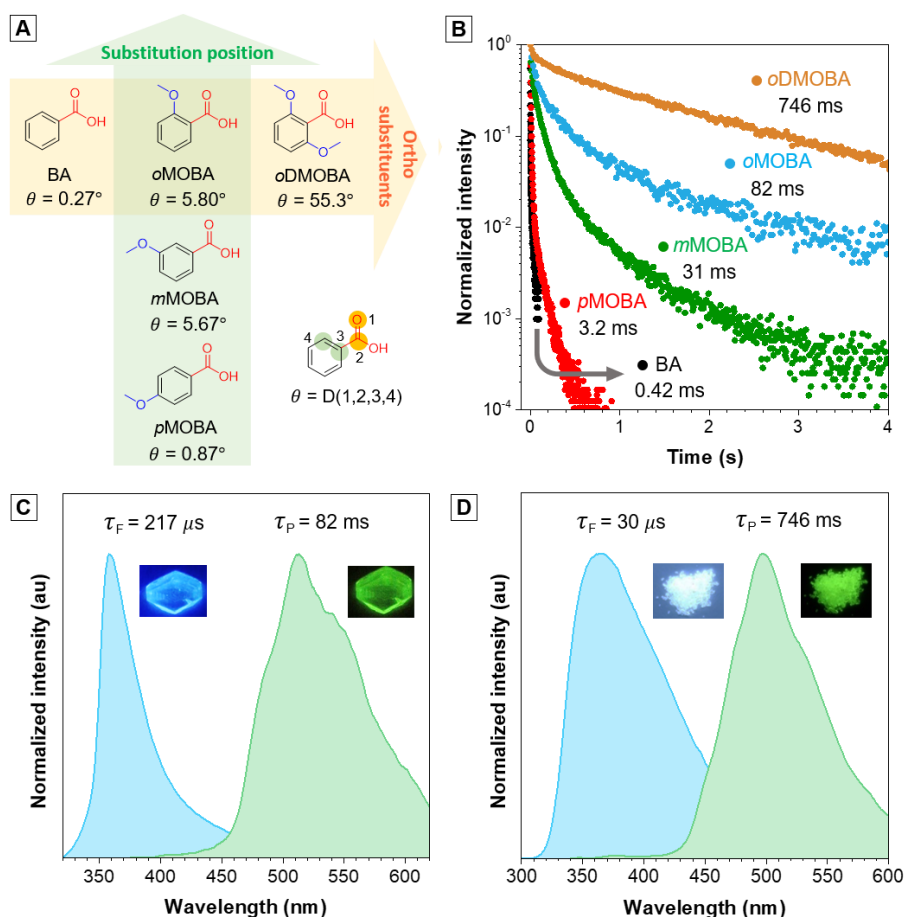 A
Substitution position
O
OH
BA
θ = 0.27°
O
O
OH
oMOBA
θ = 5.80°
O
O
OH
O
oDMOBA
θ = 55.3°
Ortho
substituents
O
O
OH
mMOBA
θ = 5.67°
O
OH
O
pMOBA
θ = 0.87°
O 1
4 3
OH
2
θ = D(1,2,3,4)
B
Normalized intensity
10^0
10^-1
10^-2
10^-3
10^-4
oDMOBA
746 ms
oMOBA
82 ms
mMOBA
31 ms
pMOBA
3.2 ms
BA
0.42 ms
0 1 2 3 4
Time (s)
C
τ_F = 217 μs τ_P = 82 ms
Normalized intensity (au)
350 400 450 500 550 600
Wavelength (nm)
D
τ_F = 30 μs τ_P = 746 ms
Normalized intensity (au)
300 350 400 450 500 550 600
Wavelength (nm)